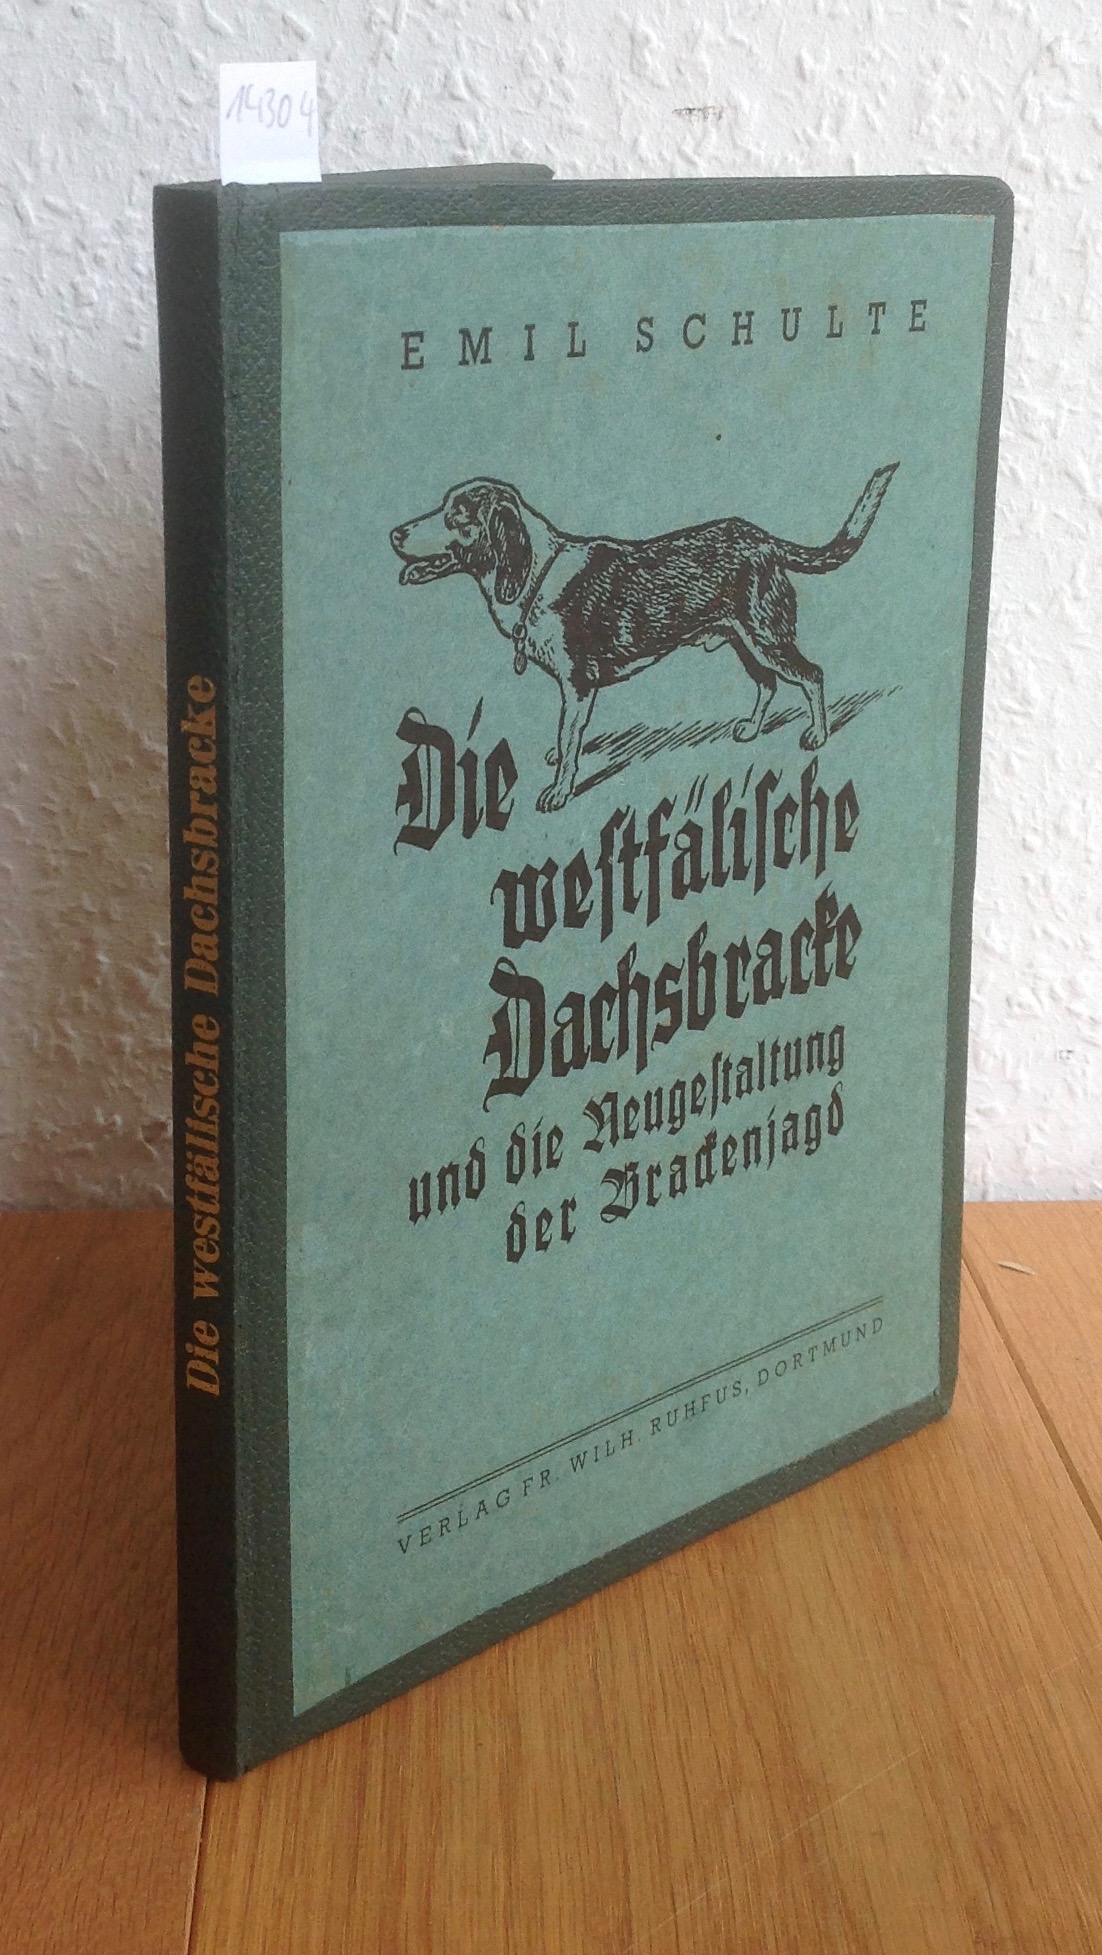 14304
EMIL SCHULTE
Die
weſtfäliſche
Dachsbracke
und die Neugeſtaltung
der Brackenjagd
VERLAG FR. WILH. RUHFUS, DORTMUND
Die westfälische Dachsbracke